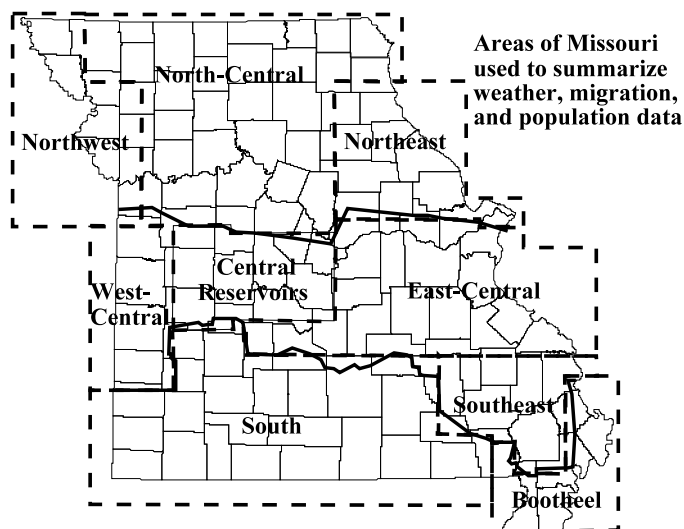 Areas of Missouri
used to summarize
weather, migration,
and population data
North-Central
Northwest
Northeast
Central
Reservoirs
West-
Central
East-Central
Southeast
South
Bootheel